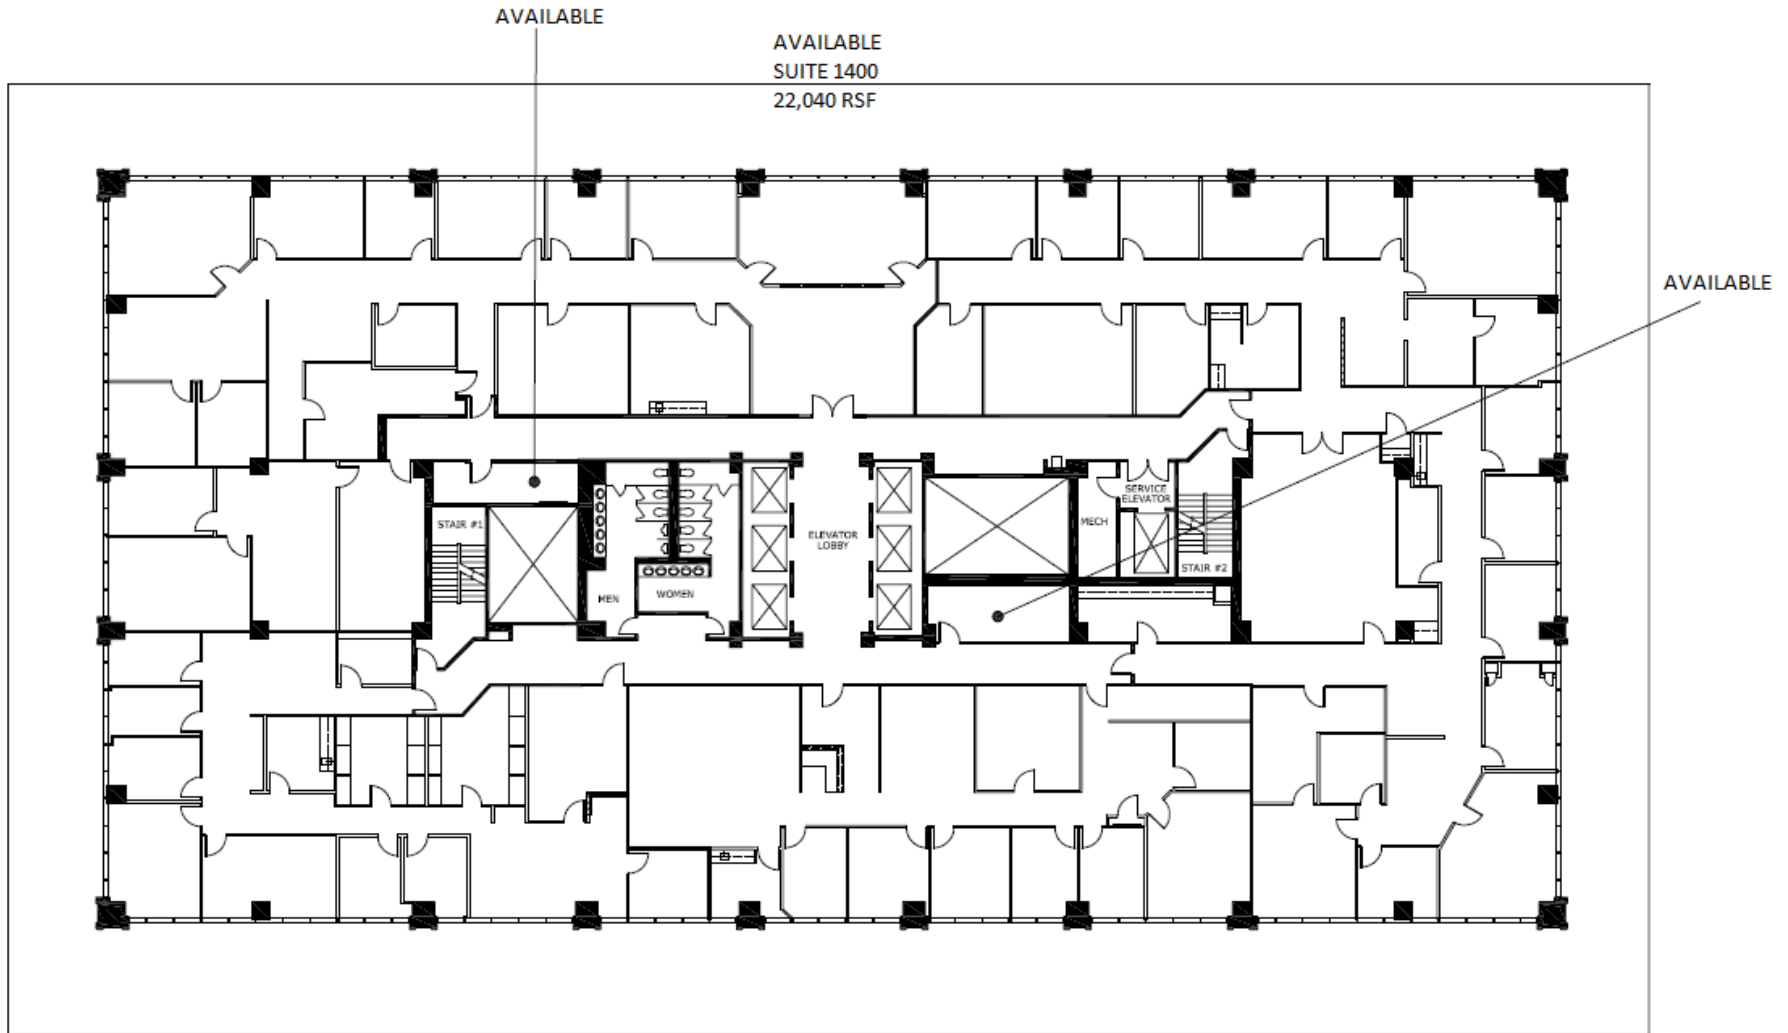 AVAILABLE
AVAILABLE
SUITE 1400
22,040 RSF
AVAILABLE
STAIR #1
MEN
WOMEN
ELEVATOR
LOBBY
MECH
SERVICE
ELEVATOR
STAIR #2